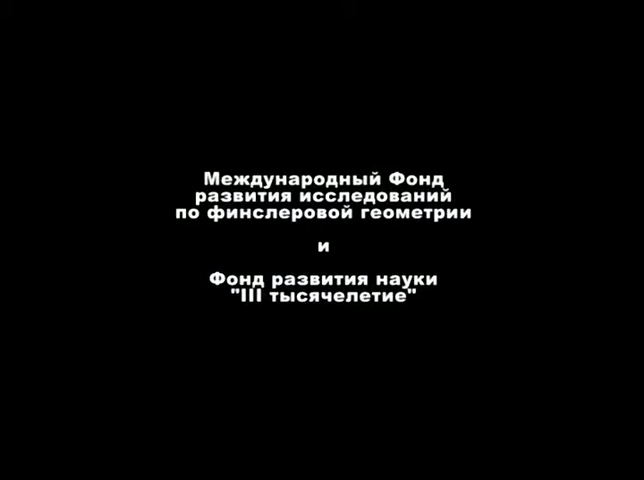 Международный Фонд
развития исследований
по финслеровой геометрии
и
Фонд развития науки
"III тысячелетие"